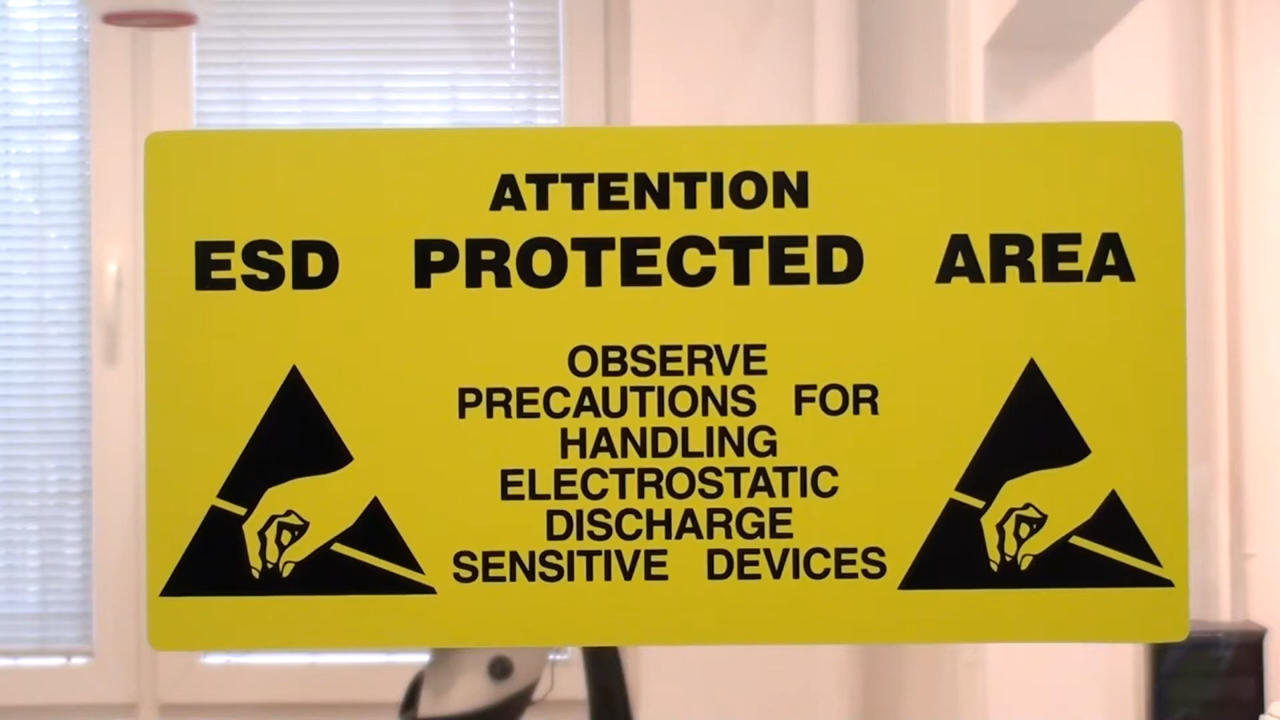 ATTENTION
ESD PROTECTED AREA
OBSERVE
PRECAUTIONS FOR
HANDLING
ELECTROSTATIC
DISCHARGE
SENSITIVE DEVICES